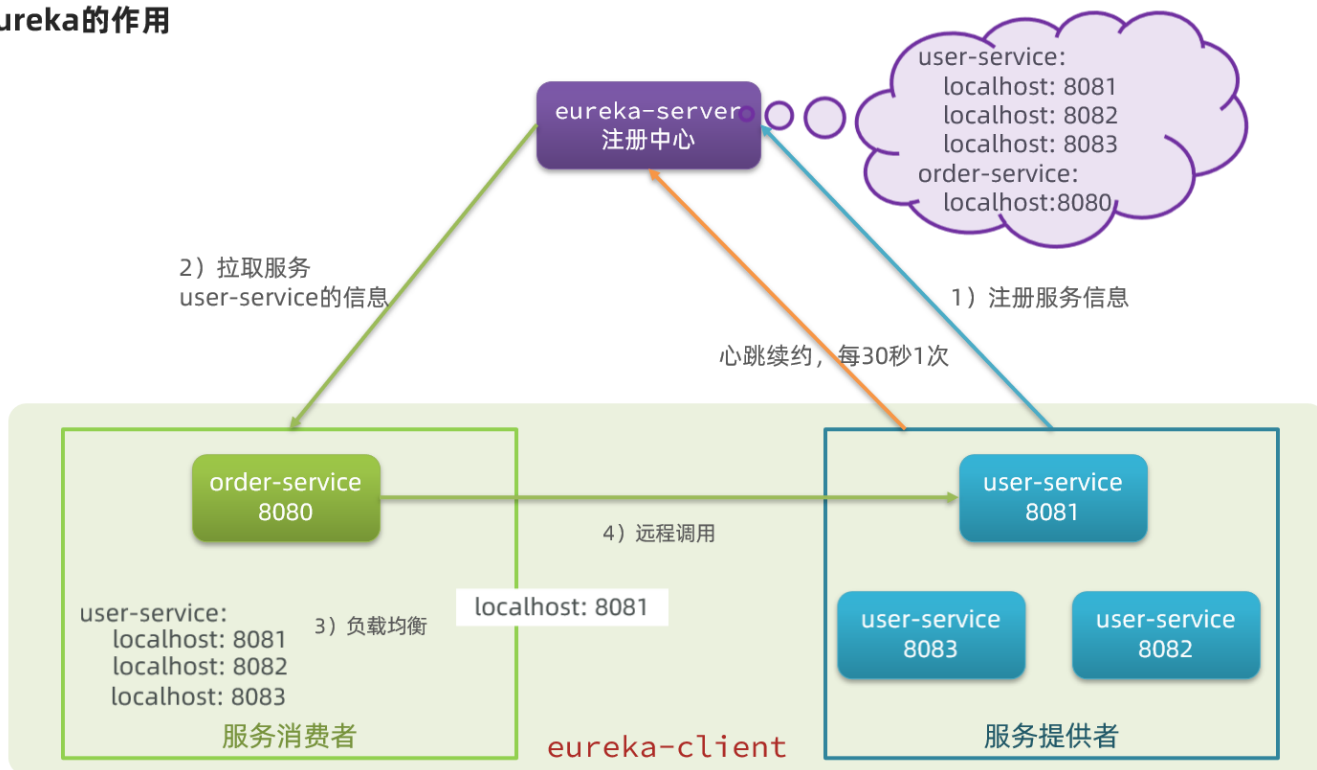 ureka的作用
eureka-server
注册中心
user-service:
localhost: 8081
localhost: 8082
localhost: 8083
order-service:
localhost:8080
2）拉取服务
user-service的信息
1）注册服务信息
心跳续约，每30秒1次
order-service
8080
user-service
8081
4）远程调用
user-service:
localhost: 8081
localhost: 8082
localhost: 8083
3）负载均衡
localhost: 8081
user-service
8083
user-service
8082
服务消费者
eureka-client
服务提供者